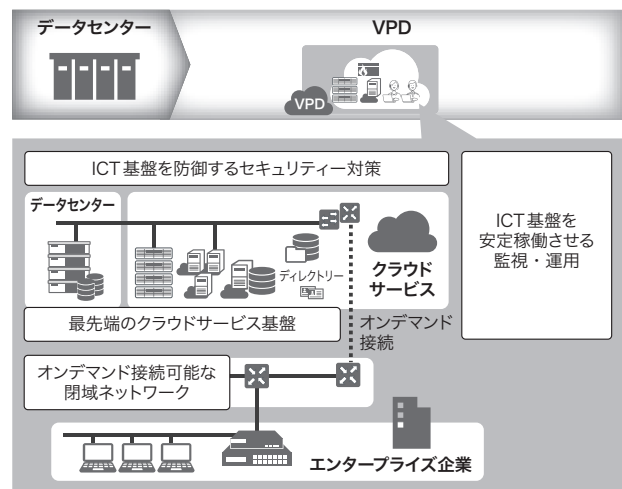 データセンター
VPD
VPD
ICT基盤を防御するセキュリティー対策
データセンター
ディレクトリー
クラウド
サービス
最先端のクラウドサービス基盤
オンデマンド
接続
ICT基盤を
安定稼働させる
監視・運用
オンデマンド接続可能な
閉域ネットワーク
エンタープライズ企業